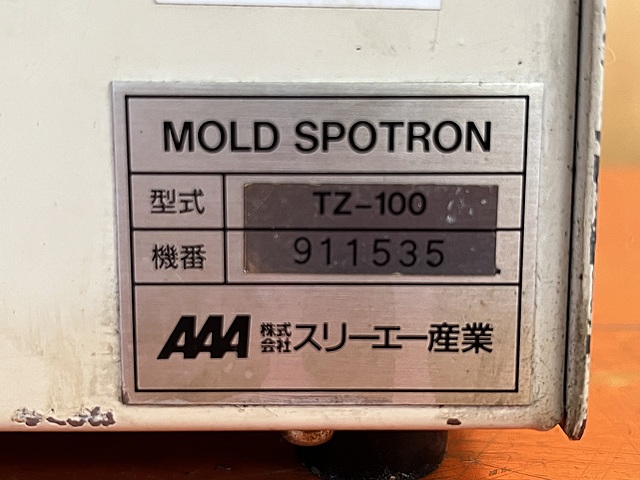 MOLD SPOTRON
型式 TZ-100
機番 911535
AAA 株式会社 スリーエー産業